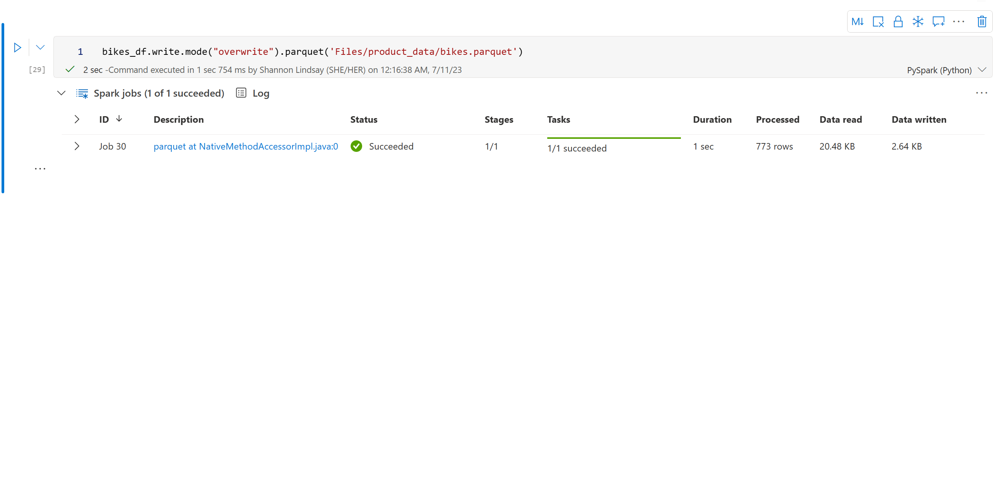 M↓
1 bikes_df.write.mode("overwrite").parquet('Files/product_data/bikes.parquet')
[29] 2 sec -Command executed in 1 sec 754 ms by Shannon Lindsay (SHE/HER) on 12:16:38 AM, 7/11/23 PySpark (Python)
Spark jobs (1 of 1 succeeded) Log
ID ↓ Description Status Stages Tasks Duration Processed Data read Data written
Job 30 parquet at NativeMethodAccessorImpl.java:0 Succeeded 1/1 1/1 succeeded 1 sec 773 rows 20.48 KB 2.64 KB